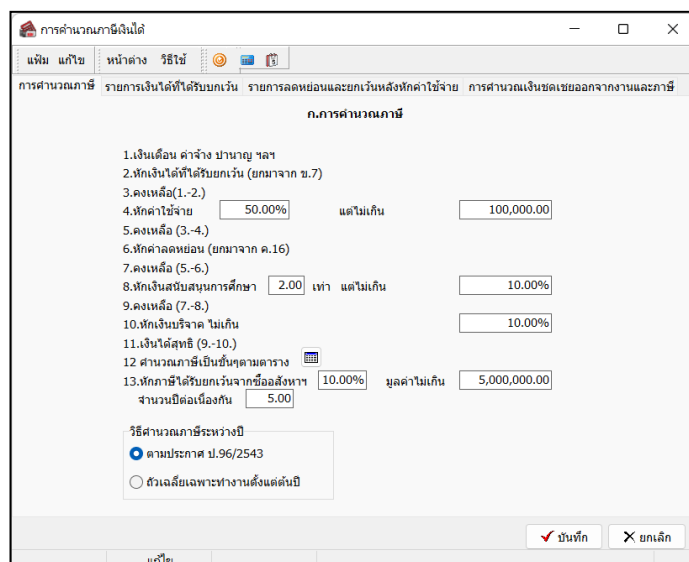 การคำนวณภาษีเงินได้
แฟ้ม แก้ไข หน้าต่าง วิธีใช้
การคำนวณภาษี รายการเงินได้ที่ได้รับยกเว้น รายการลดหย่อนและยกเว้นหลังหักค่าใช้จ่าย การคำนวณเงินชดเชยออกจากงานและภาษี
ก.การคำนวณภาษี
1.เงินเดือน ค่าจ้าง บำนาญ ฯลฯ
2.หักเงินได้ที่ได้รับยกเว้น (ยกมาจาก ข.7)
3.คงเหลือ(1.-2.)
4.หักค่าใช้จ่าย 50.00% แต่ไม่เกิน 100,000.00
5.คงเหลือ (3.-4.)
6.หักค่าลดหย่อน (ยกมาจาก ค.16)
7.คงเหลือ (5.-6.)
8.หักเงินสนับสนุนการศึกษา 2.00 เท่า แต่ไม่เกิน 10.00%
9.คงเหลือ (7.-8.)
10.หักเงินบริจาค ไม่เกิน 10.00%
11.เงินได้สุทธิ (9.-10.)
12 คำนวณภาษีเป็นขั้นๆตามตาราง
13.หักภาษีได้รับยกเว้นจากซื้ออสังหาฯ 10.00% มูลค่าไม่เกิน 5,000,000.00
จำนวนปีต่อเนื่องกัน 5.00
วิธีคำนวณภาษีระหว่างปี
ตามประกาศ ป.96/2543
ถัวเฉลี่ยเฉพาะทำงานตั้งแต่ต้นปี
บันทึก ยกเลิก
แก้ไข